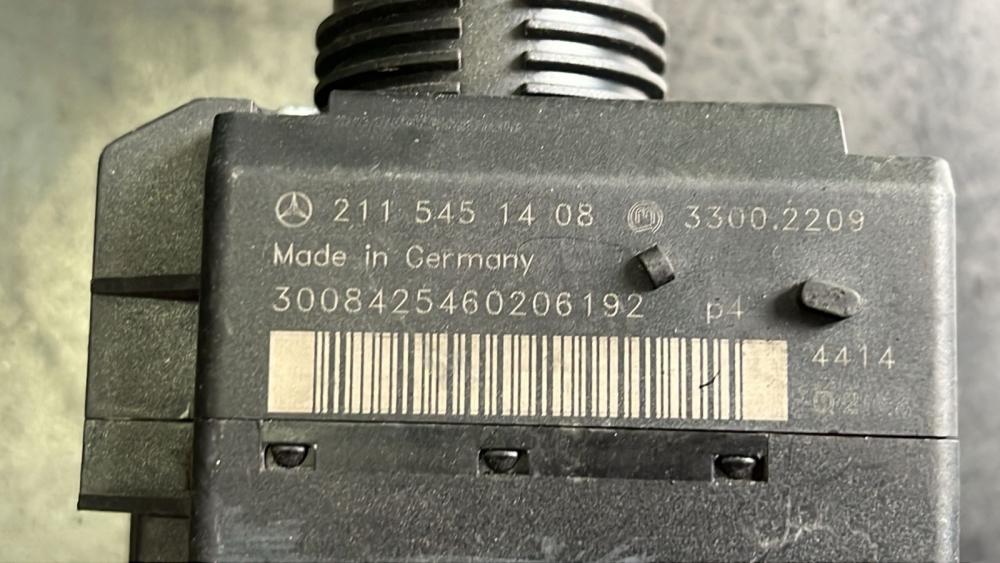 211 545 14 08 3300.2209
Made in Germany
3008425460206192 p4
4414